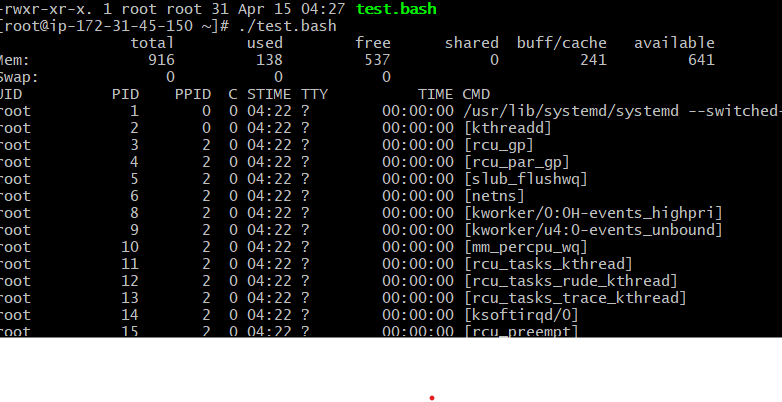 -rwxr-xr-x. 1 root root 31 Apr 15 04:27 test.bash
[root@ip-172-31-45-150 ~]# ./test.bash
total used free shared buff/cache available
Mem: 916 138 537 0 241 641
Swap: 0 0 0
UID PID PPID C STIME TTY TIME CMD
root 1 0 0 04:22 ? 00:00:00 /usr/lib/systemd/systemd --switched-
root 2 0 0 04:22 ? 00:00:00 [kthreadd]
root 3 2 0 04:22 ? 00:00:00 [rcu_gp]
root 4 2 0 04:22 ? 00:00:00 [rcu_par_gp]
root 5 2 0 04:22 ? 00:00:00 [slub_flushwq]
root 6 2 0 04:22 ? 00:00:00 [netns]
root 8 2 0 04:22 ? 00:00:00 [kworker/0:0H-events_highpri]
root 9 2 0 04:22 ? 00:00:00 [kworker/u4:0-events_unbound]
root 10 2 0 04:22 ? 00:00:00 [mm_percpu_wq]
root 11 2 0 04:22 ? 00:00:00 [rcu_tasks_kthread]
root 12 2 0 04:22 ? 00:00:00 [rcu_tasks_rude_kthread]
root 13 2 0 04:22 ? 00:00:00 [rcu_tasks_trace_kthread]
root 14 2 0 04:22 ? 00:00:00 [ksoftirqd/0]
root 15 2 0 04:22 ? 00:00:00 [rcu_preempt]